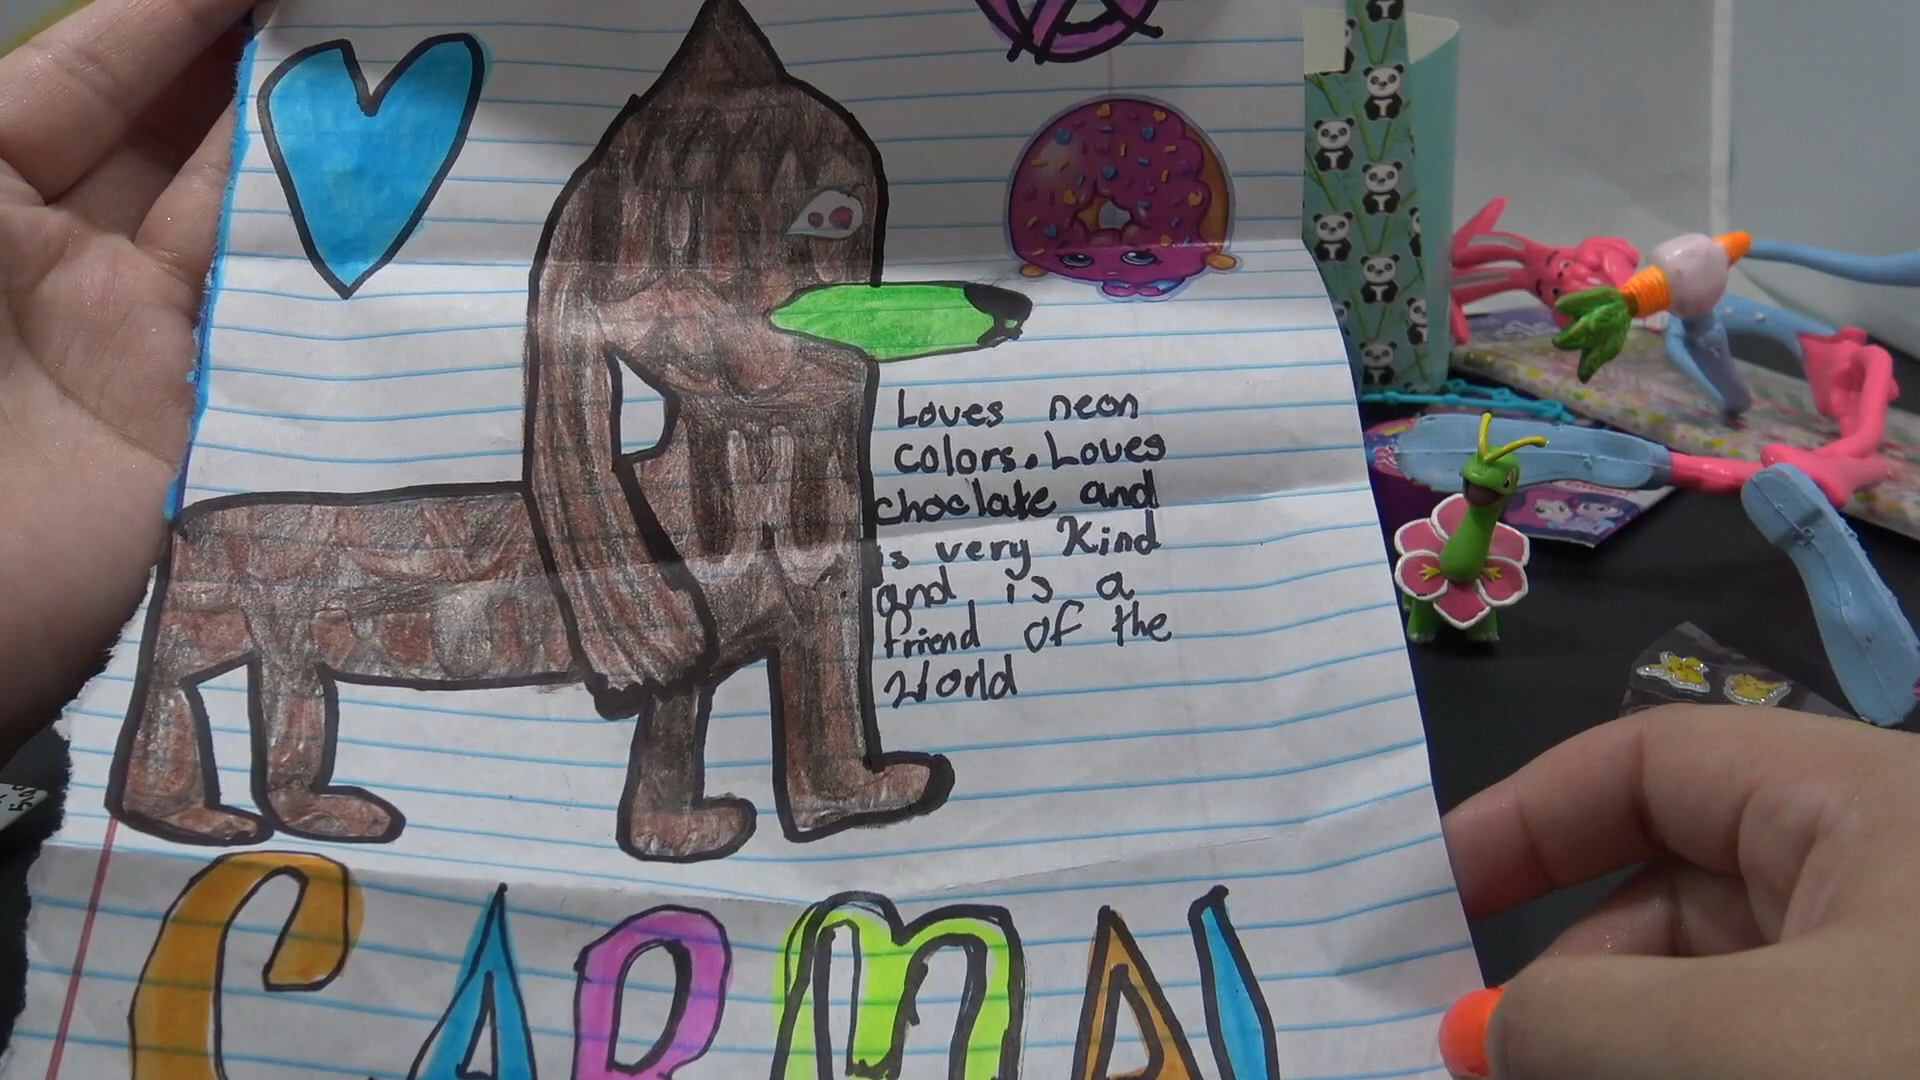 Loves neon
colors. Loves
choclate and
is very Kind
and is a
friend of the
World